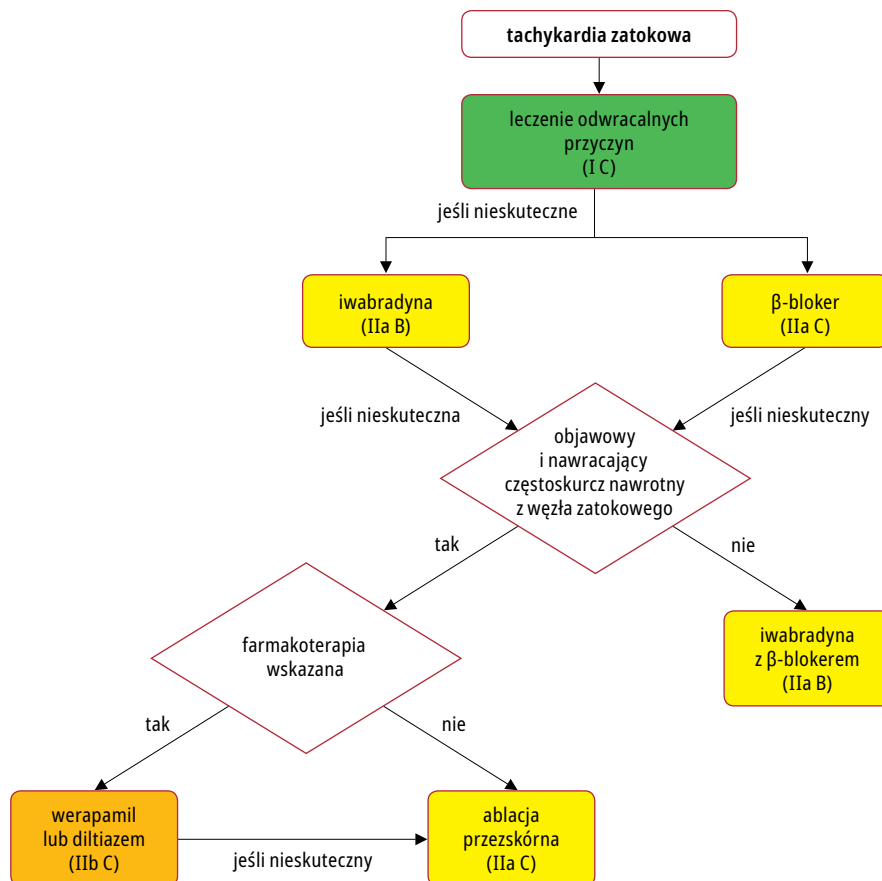 tachykardia zatokowa
leczenie odwracalnych
przyczyn
(I C)
jeśli nieskuteczne
iwabradyna
(IIa B)
β-bloker
(IIa C)
jeśli nieskuteczna
jeśli nieskuteczny
objawowy
i nawracający
częstoskurcz nawrotny
z węzła zatokowego
tak
nie
farmakoterapia
wskazana
iwabradyna
z β-blokerem
(IIa B)
tak
nie
werapamil
lub diltiazem
(IIb C)
jeśli nieskuteczny
ablacja
przezskórna
(IIa C)